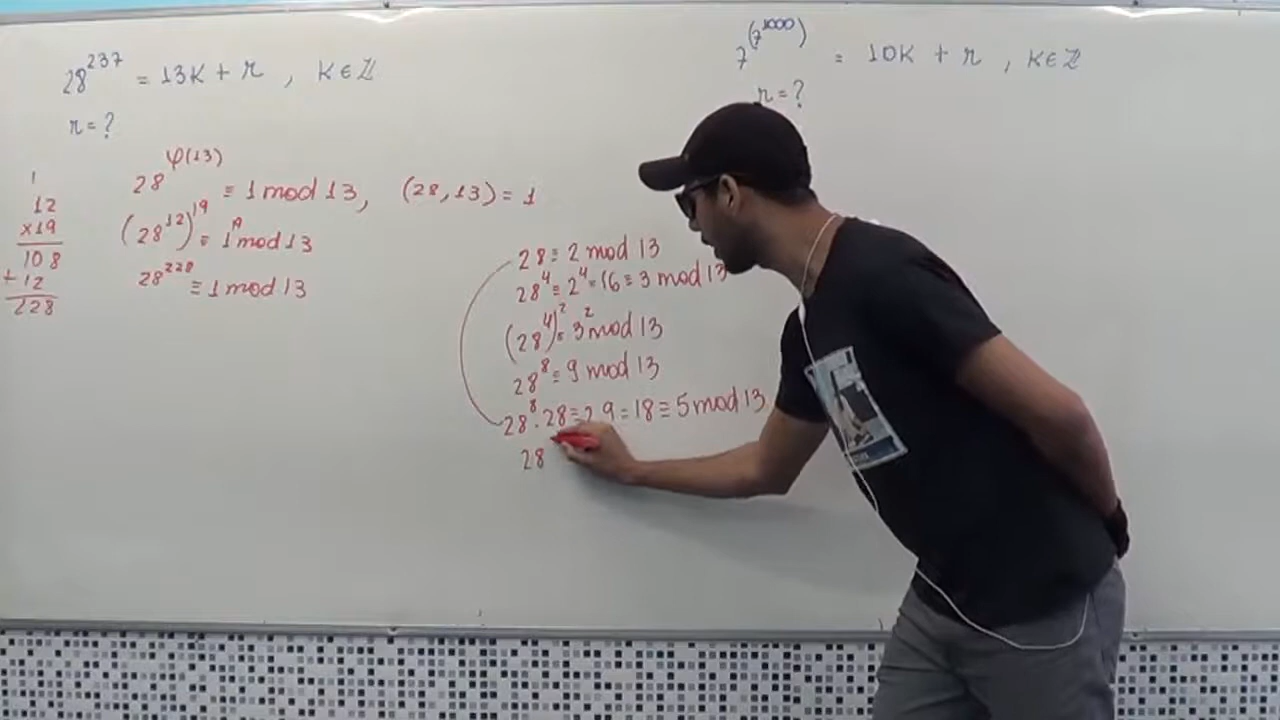 28^237 = 13K + r , K∈ℤ
r = ?
28^φ(13) ≡ 1 mod 13, (28,13) = 1
(28^12)^19 ≡ 1^19 mod 13
28^228 ≡ 1 mod 13
1
12
x19
108
+12
228
28 ≡ 2 mod 13
28^4 ≡ 2^4 = 16 ≡ 3 mod 13
(28^4)^2 ≡ 3^2 mod 13
28^8 ≡ 9 mod 13
28^8 . 28 ≡ 2 9 = 18 ≡ 5 mod 13
28
7^(7^1000) = 10K + r , K∈ℤ
r = ?